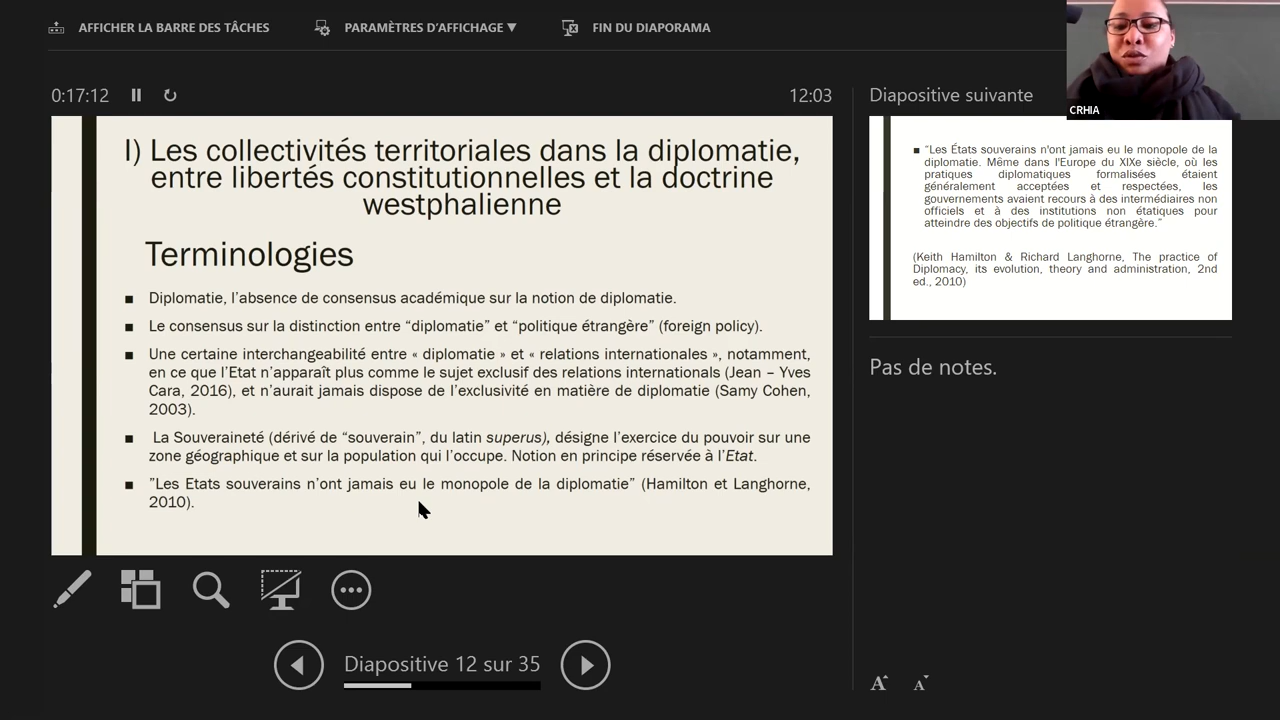 AFFICHER LA BARRE DES TÂCHES
PARAMÈTRES D'AFFICHAGE ▼
FIN DU DIAPORAMA
CRHIA
0:17:12
12:03
Diapositive suivante
I) Les collectivités territoriales dans la diplomatie,
entre libertés constitutionnelles et la doctrine
westphalienne
Terminologies
■ Diplomatie, l'absence de consensus académique sur la notion de diplomatie.
■ Le consensus sur la distinction entre "diplomatie" et "politique étrangère" (foreign policy).
■ Une certaine interchangeabilité entre « diplomatie » et « relations internationales », notamment,
en ce que l'Etat n'apparaît plus comme le sujet exclusif des relations internationals (Jean – Yves
Cara, 2016), et n'aurait jamais dispose de l'exclusivité en matière de diplomatie (Samy Cohen,
2003).
■ La Souveraineté (dérivé de "souverain", du latin superus), désigne l'exercice du pouvoir sur une
zone géographique et sur la population qui l'occupe. Notion en principe réservée à l'Etat.
■ "Les Etats souverains n'ont jamais eu le monopole de la diplomatie" (Hamilton et Langhorne,
2010).
■ "Les États souverains n'ont jamais eu le monopole de la
diplomatie. Même dans l'Europe du XIXe siècle, où les
pratiques diplomatiques formalisées étaient
généralement acceptées et respectées, les
gouvernements avaient recours à des intermédiaires non
officiels et à des institutions non étatiques pour
atteindre des objectifs de politique étrangère."
(Keith Hamilton & Richard Langhorne, The practice of
Diplomacy, its evolution, theory and administration, 2nd
ed., 2010)
Pas de notes.
Diapositive 12 sur 35
A A